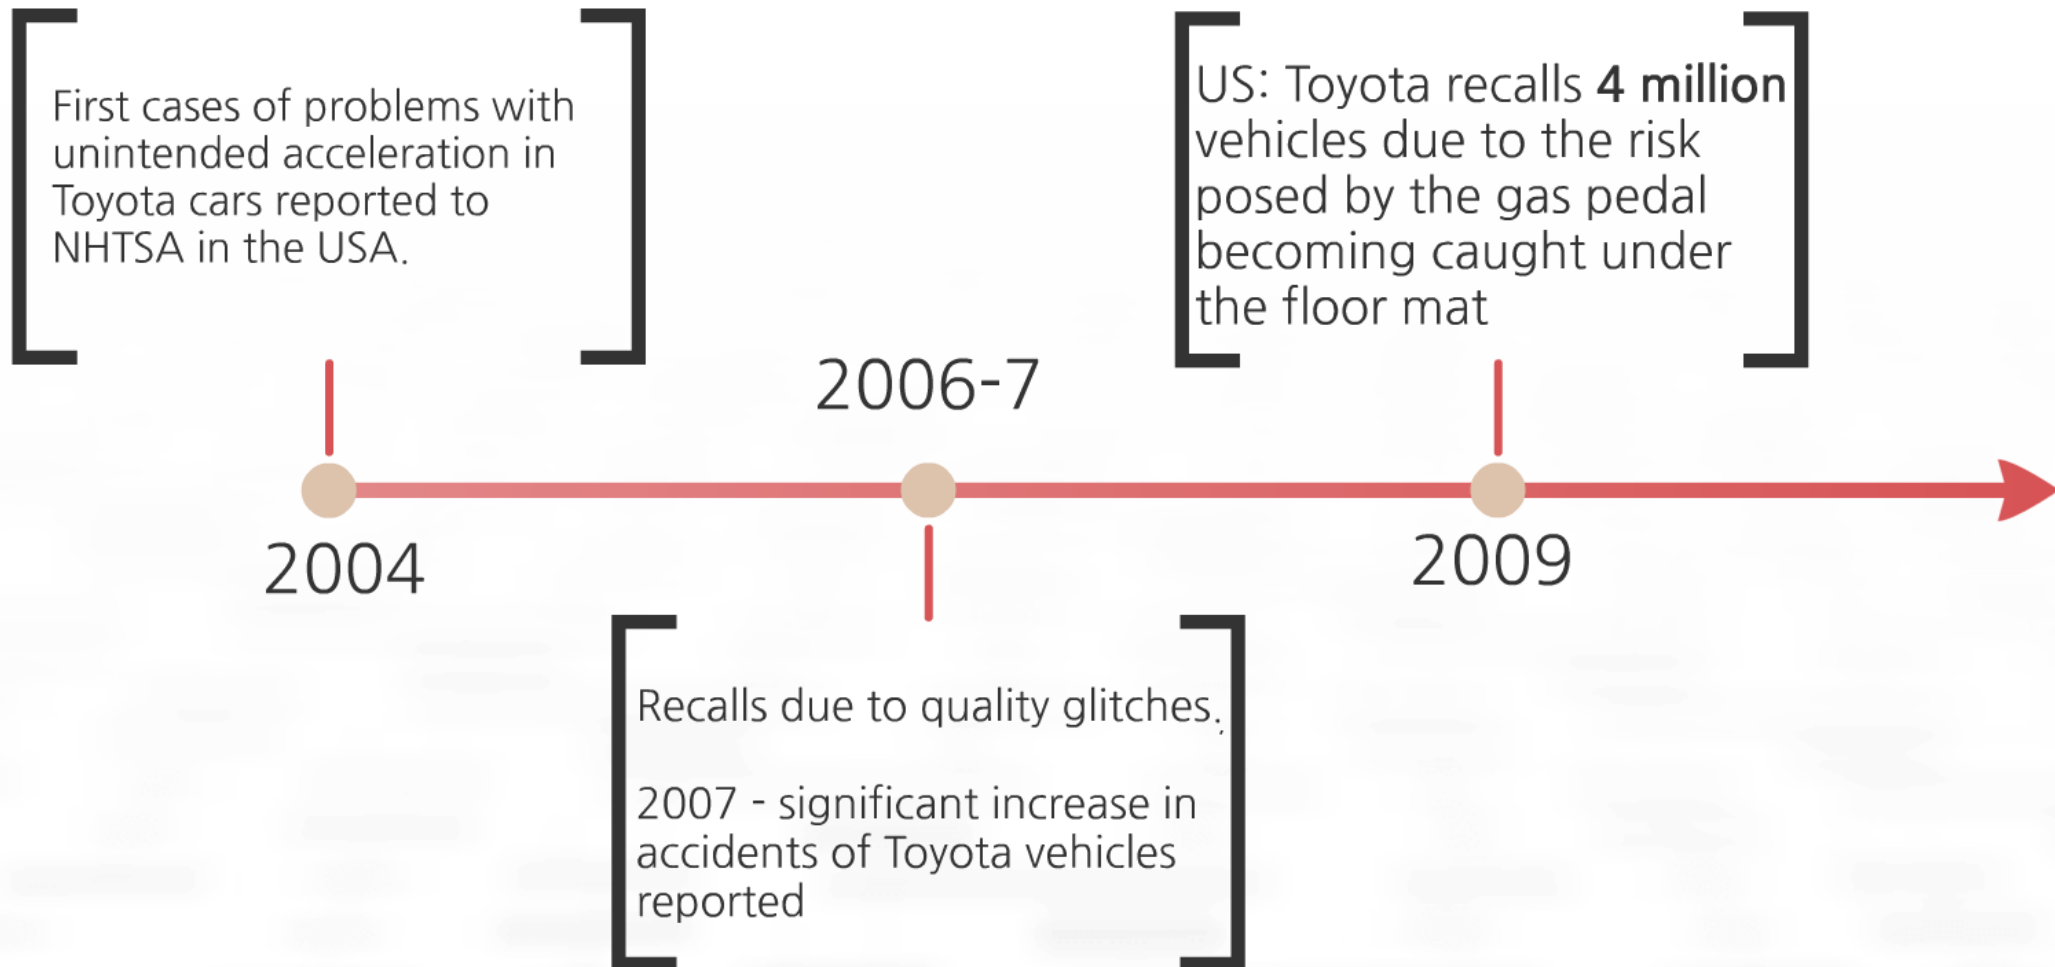 First cases of problems with
unintended acceleration in
Toyota cars reported to
NHTSA in the USA.
2004
2006-7
Recalls due to quality glitches.
2007 - significant increase in
accidents of Toyota vehicles
reported
US: Toyota recalls 4 million
vehicles due to the risk
posed by the gas pedal
becoming caught under
the floor mat
2009